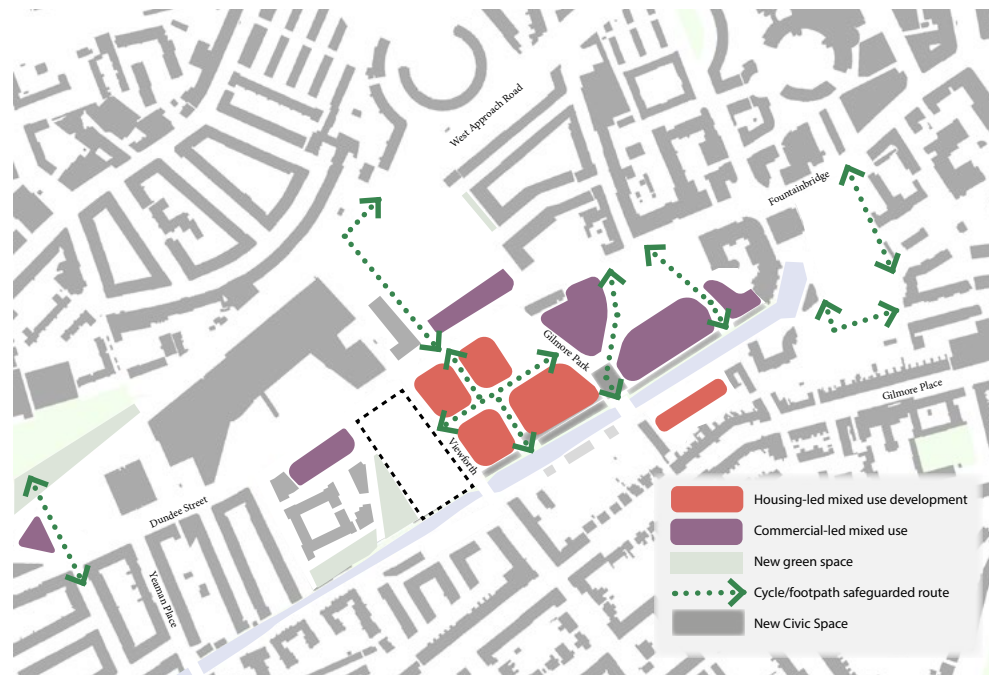 West Approach Road
Fountainbridge
Gilmore Park
Gilmore Place
Viewforth
Dundee Street
Yeaman Place
Housing-led mixed use development
Commercial-led mixed use
New green space
Cycle/footpath safeguarded route
New Civic Space